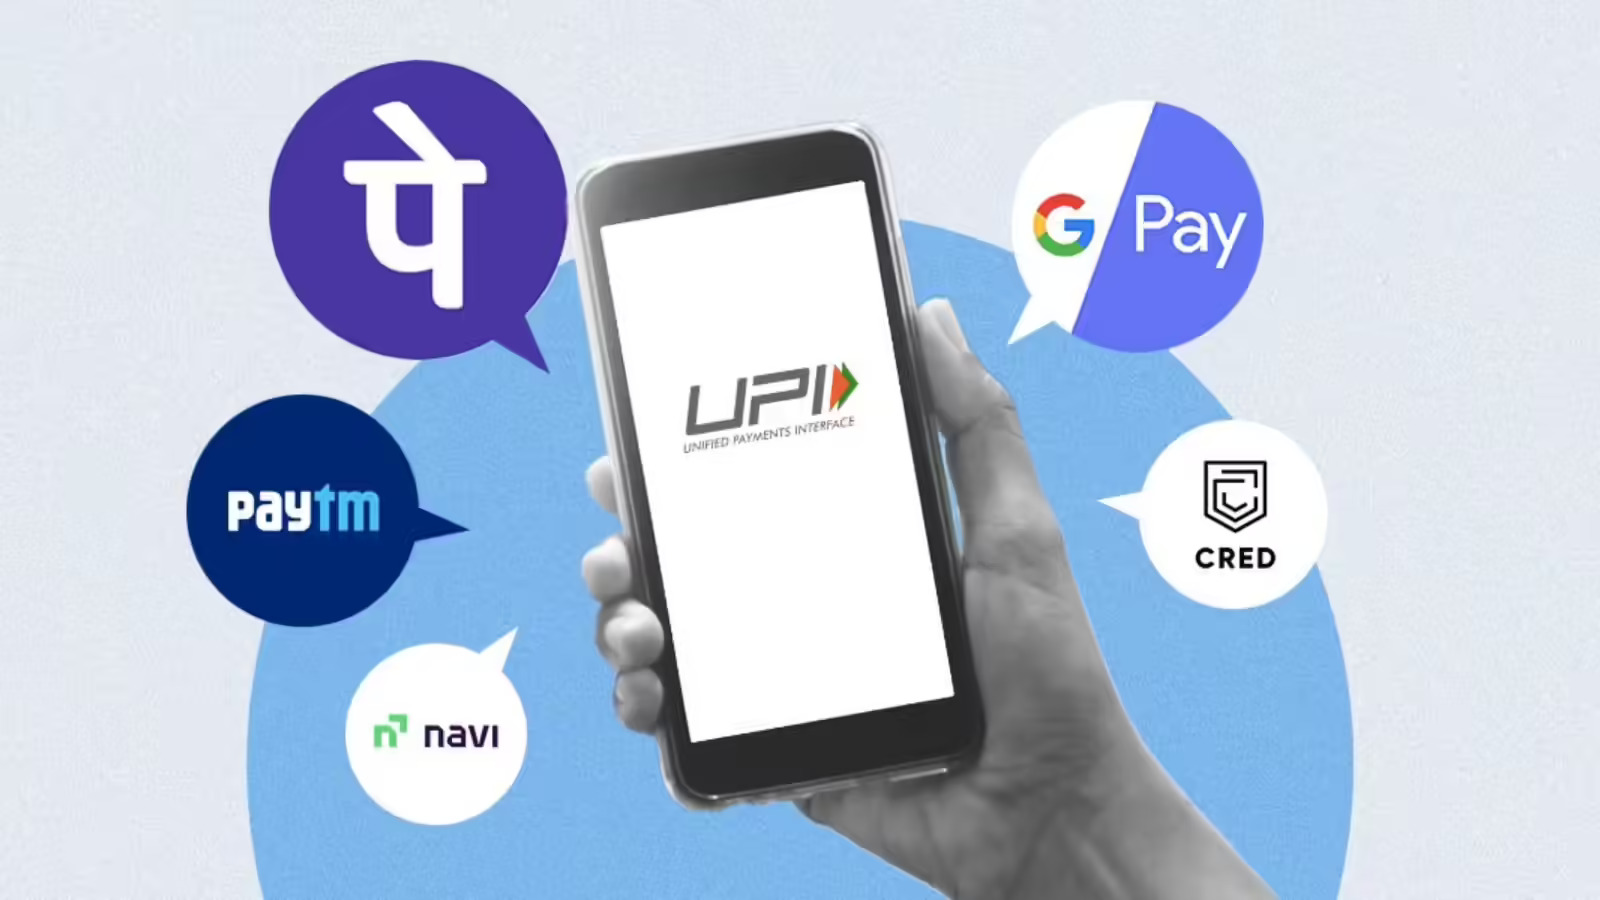 पे
G Pay
UPI
UNIFIED PAYMENTS INTERFACE
paytm
CRED
navi